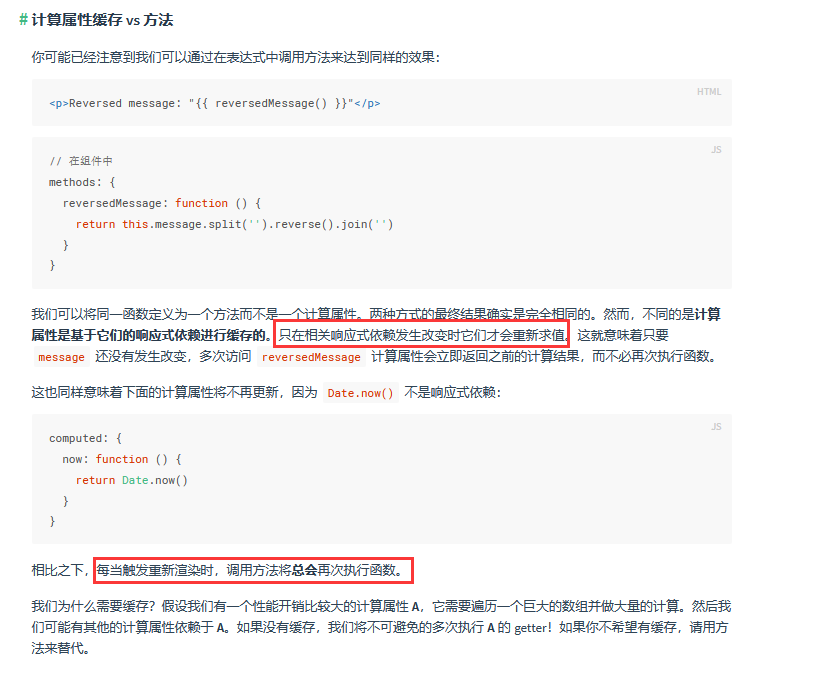 # 计算属性缓存 vs 方法
你可能已经注意到我们可以通过在表达式中调用方法来达到同样的效果：
HTML
<p>Reversed message: "{{ reversedMessage() }}"</p>
JS
// 在组件中
methods: {
  reversedMessage: function () {
    return this.message.split('').reverse().join('')
  }
}
我们可以将同一函数定义为一个方法而不是一个计算属性。两种方式的最终结果确实是完全相同的。然而，不同的是计算
属性是基于它们的响应式依赖进行缓存的。只在相关响应式依赖发生改变时它们才会重新求值。这就意味着只要
message 还没有发生改变，多次访问 reversedMessage 计算属性会立即返回之前的计算结果，而不必再次执行函数。
这也同样意味着下面的计算属性将不再更新，因为 Date.now() 不是响应式依赖：
JS
computed: {
  now: function () {
    return Date.now()
  }
}
相比之下，每当触发重新渲染时，调用方法将总会再次执行函数。
我们为什么需要缓存？假设我们有一个性能开销比较大的计算属性 A，它需要遍历一个巨大的数组并做大量的计算。然后我
们可能有其他的计算属性依赖于 A。如果没有缓存，我们将不可避免的多次执行 A 的 getter！如果你不希望有缓存，请用方
法来替代。